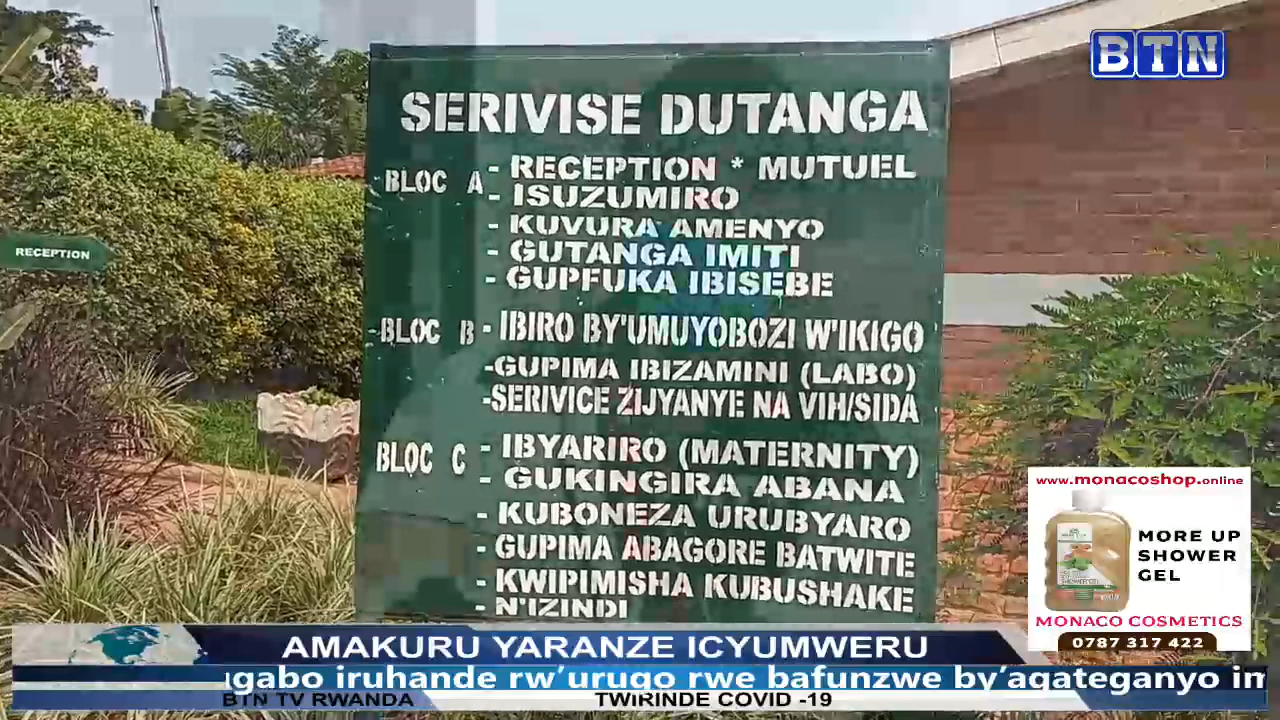 BTN
SERIVISE DUTANGA
BLOC A - RECEPTION * MUTUEL
- ISUZUMIRO
- KUVURA AMENYO
- GUTANGA IMITI
- GUPFUKA IBISEBE
RECEPTION
-BLOC B - IBIRO BY'UMUYOBOZI W'IKIGO
-GUPIMA IBIZAMINI (LABO)
-SERIVICE ZIJYANYE NA VIH/SIDA
BLOC C - IBYARIRO (MATERNITY)
- GUKINGIRA ABANA
- KUBONEZA URUBYARO
- GUPIMA ABAGORE BATWITE
- KWIPIMISHA KUBUSHAKE
- N'IZINDI
www.monacoshop.online
MORE UP
SHOWER
GEL
MONACO COSMETICS
0787 317 422
AMAKURU YARANZE ICYUMWERU
iruhande rw'urugo rwe bafunzwe by'agateganyo
BTN TV RWANDA TWIRINDE COVID -19